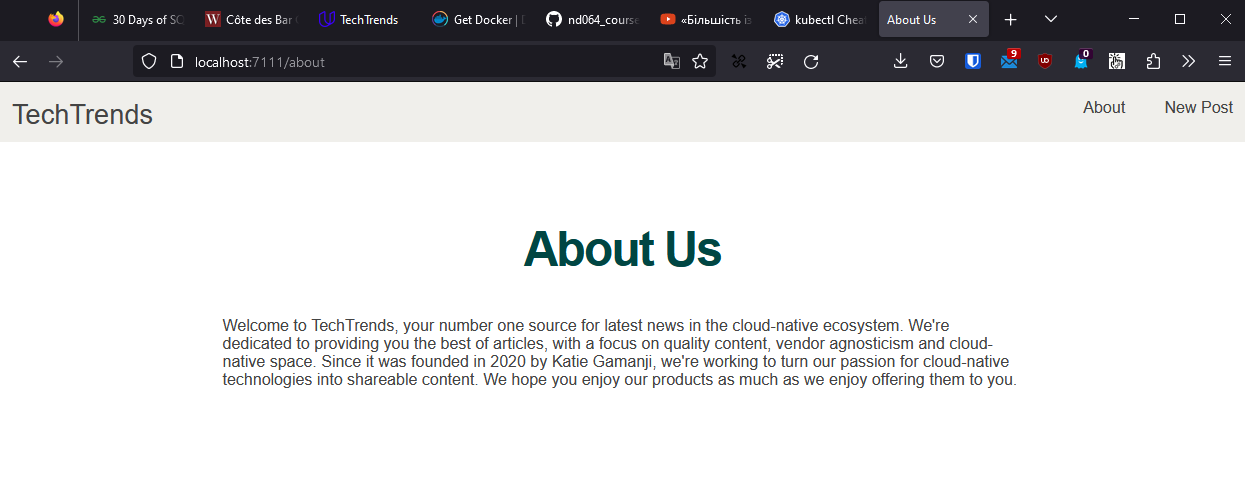 30 Days of SQ
Côte des Bar
TechTrends
Get Docker |
nd064_course
«Більшість із
kubectl Cheat
About Us
localhost:7111/about
9
0
TechTrends
About
New Post
About Us
Welcome to TechTrends, your number one source for latest news in the cloud-native ecosystem. We're
dedicated to providing you the best of articles, with a focus on quality content, vendor agnosticism and cloud-
native space. Since it was founded in 2020 by Katie Gamanji, we're working to turn our passion for cloud-native
technologies into shareable content. We hope you enjoy our products as much as we enjoy offering them to you.